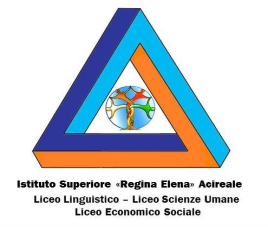 Istituto Superiore «Regina Elena» Acireale
Liceo Linguistico – Liceo Scienze Umane
Liceo Economico Sociale